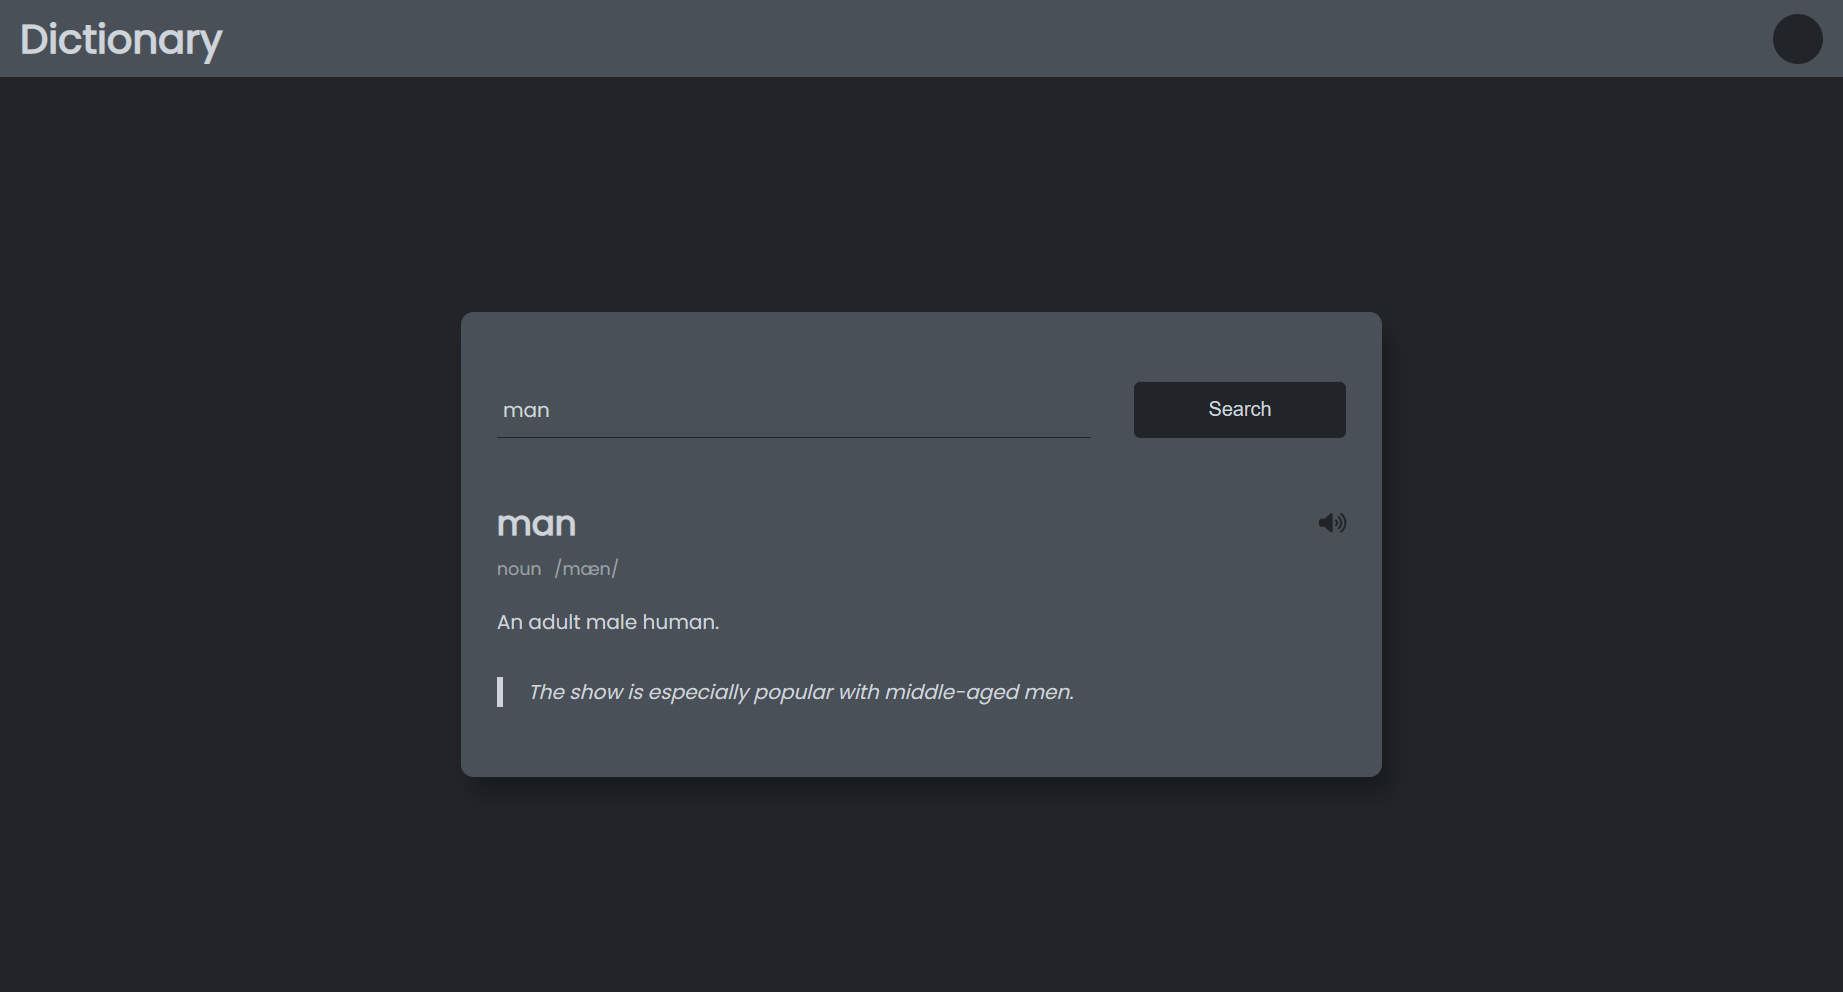 Dictionary
man
Search
man
noun /mæn/
An adult male human.
The show is especially popular with middle-aged men.